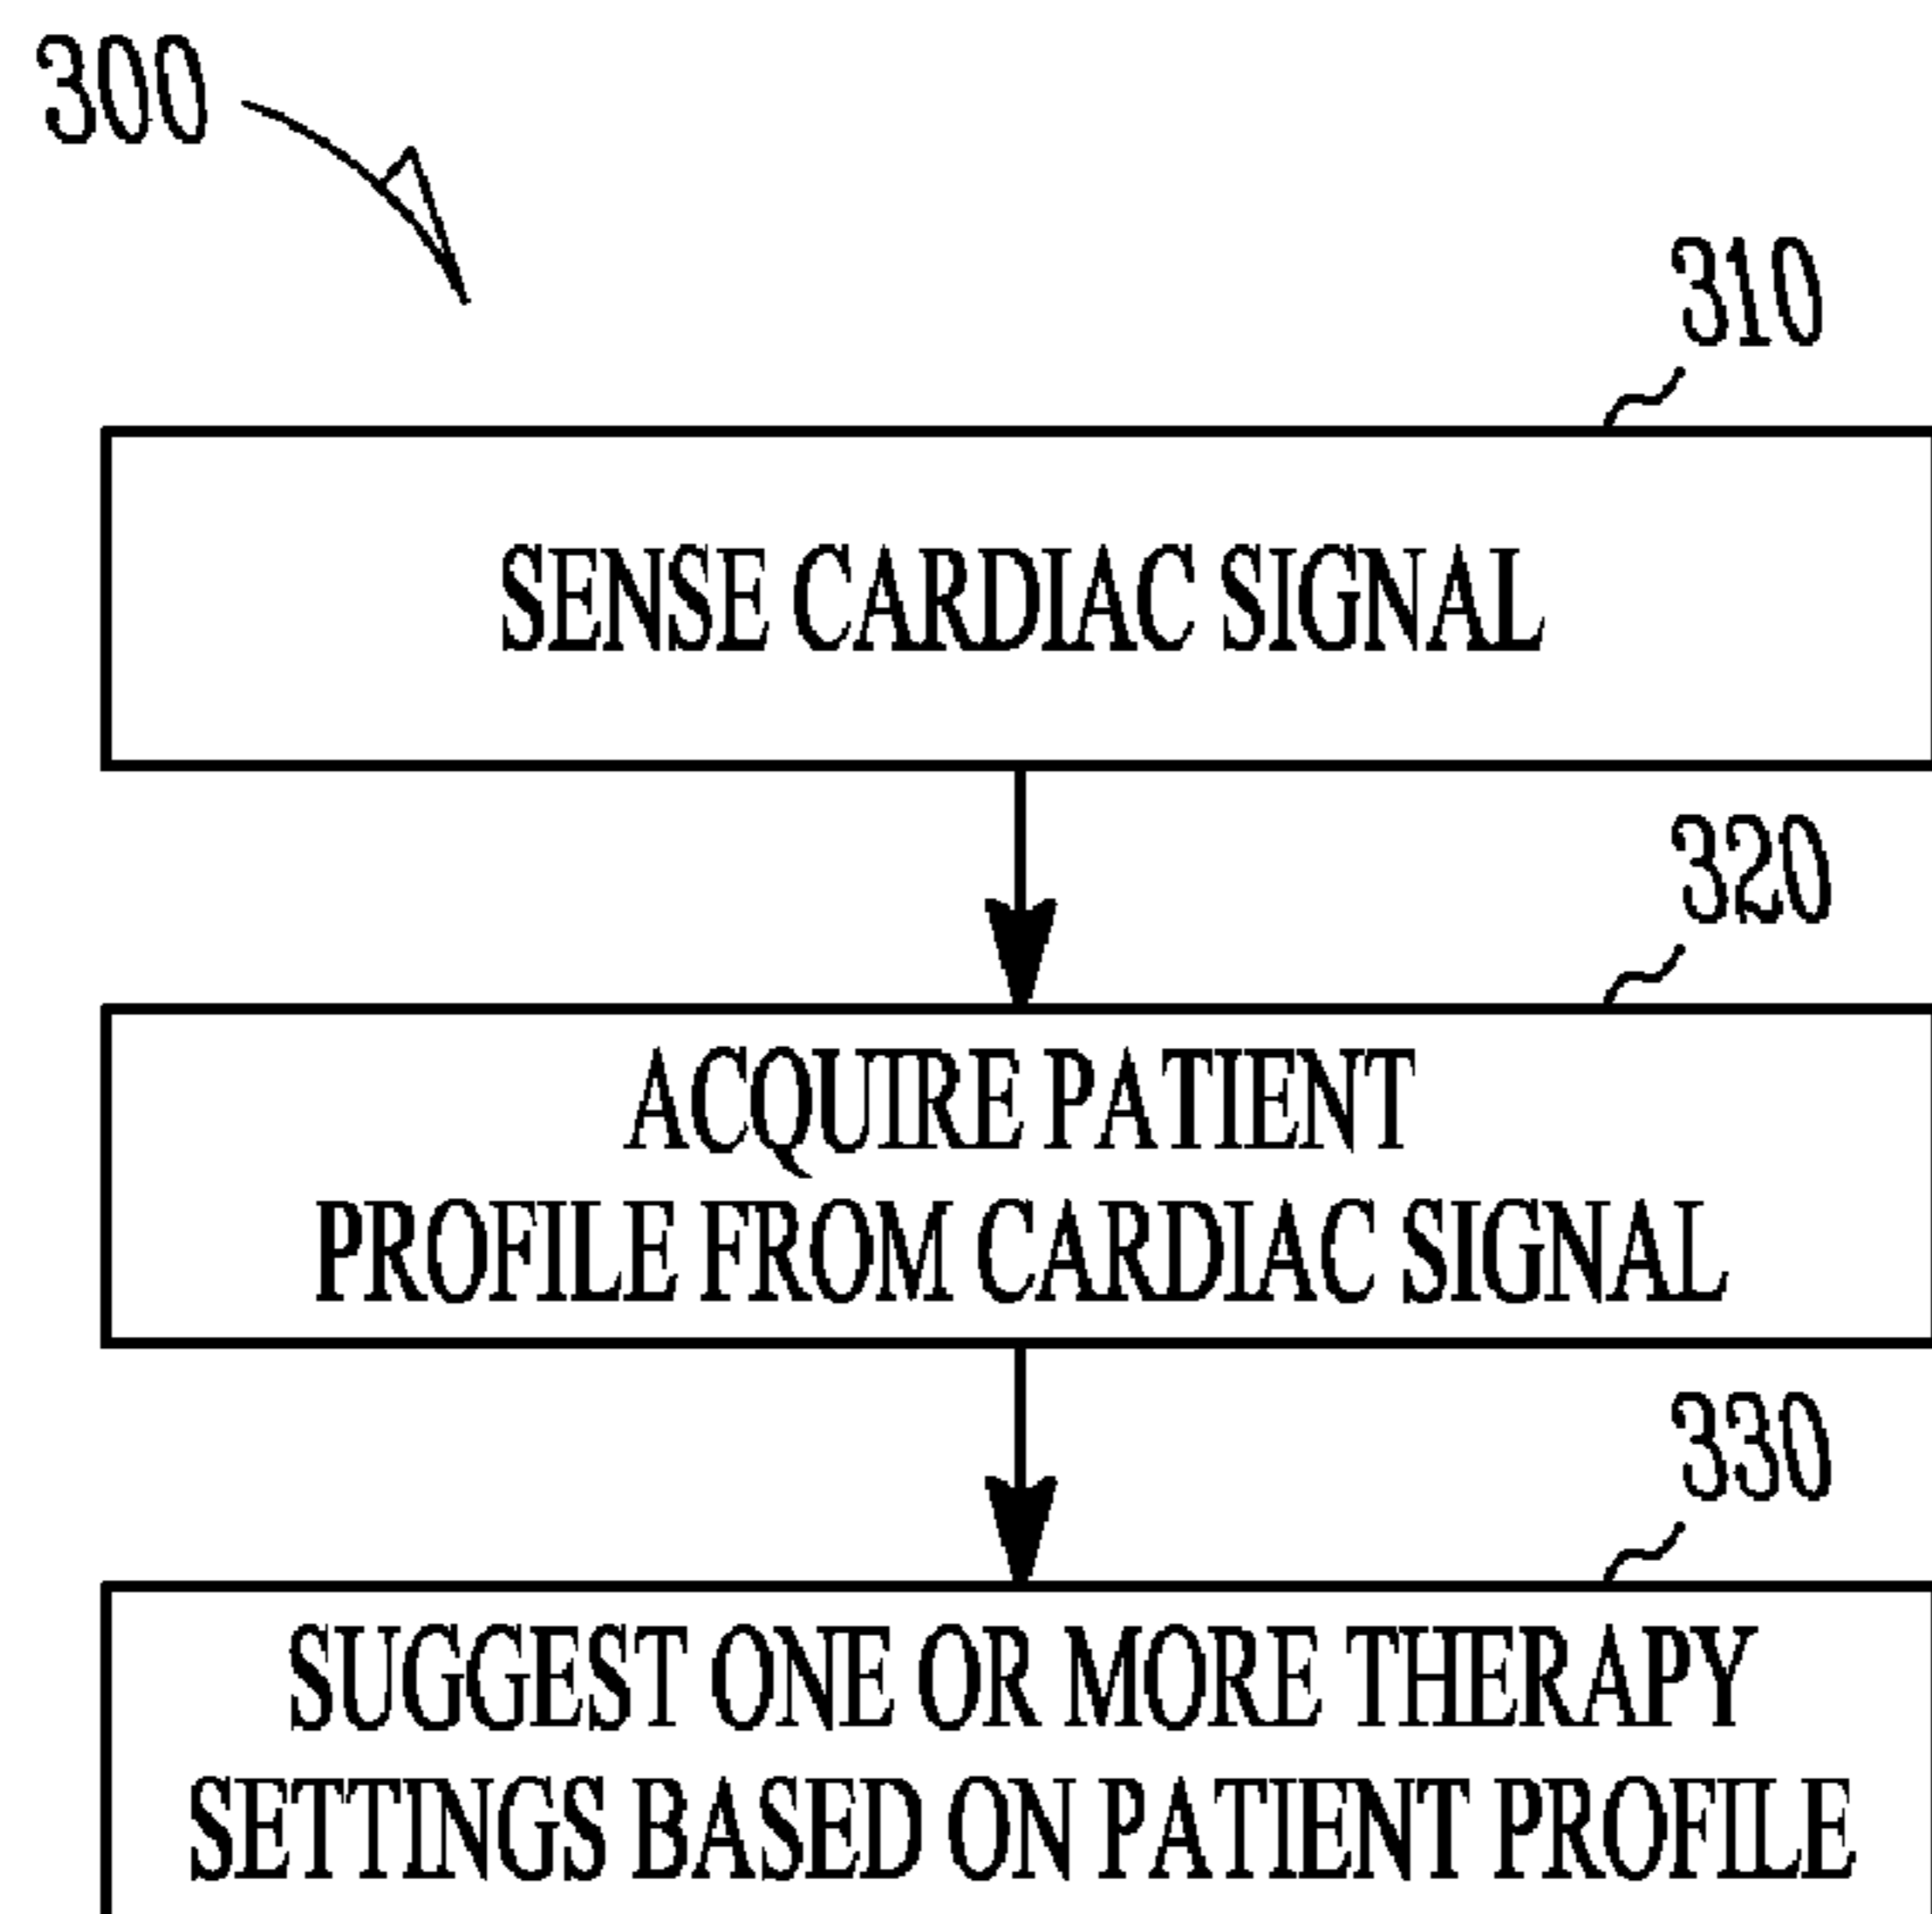 300
310
SENSE CARDIAC SIGNAL
320
ACQUIRE PATIENT
PROFILE FROM CARDIAC SIGNAL
330
SUGGEST ONE OR MORE THERAPY
SETTINGS BASED ON PATIENT PROFILE